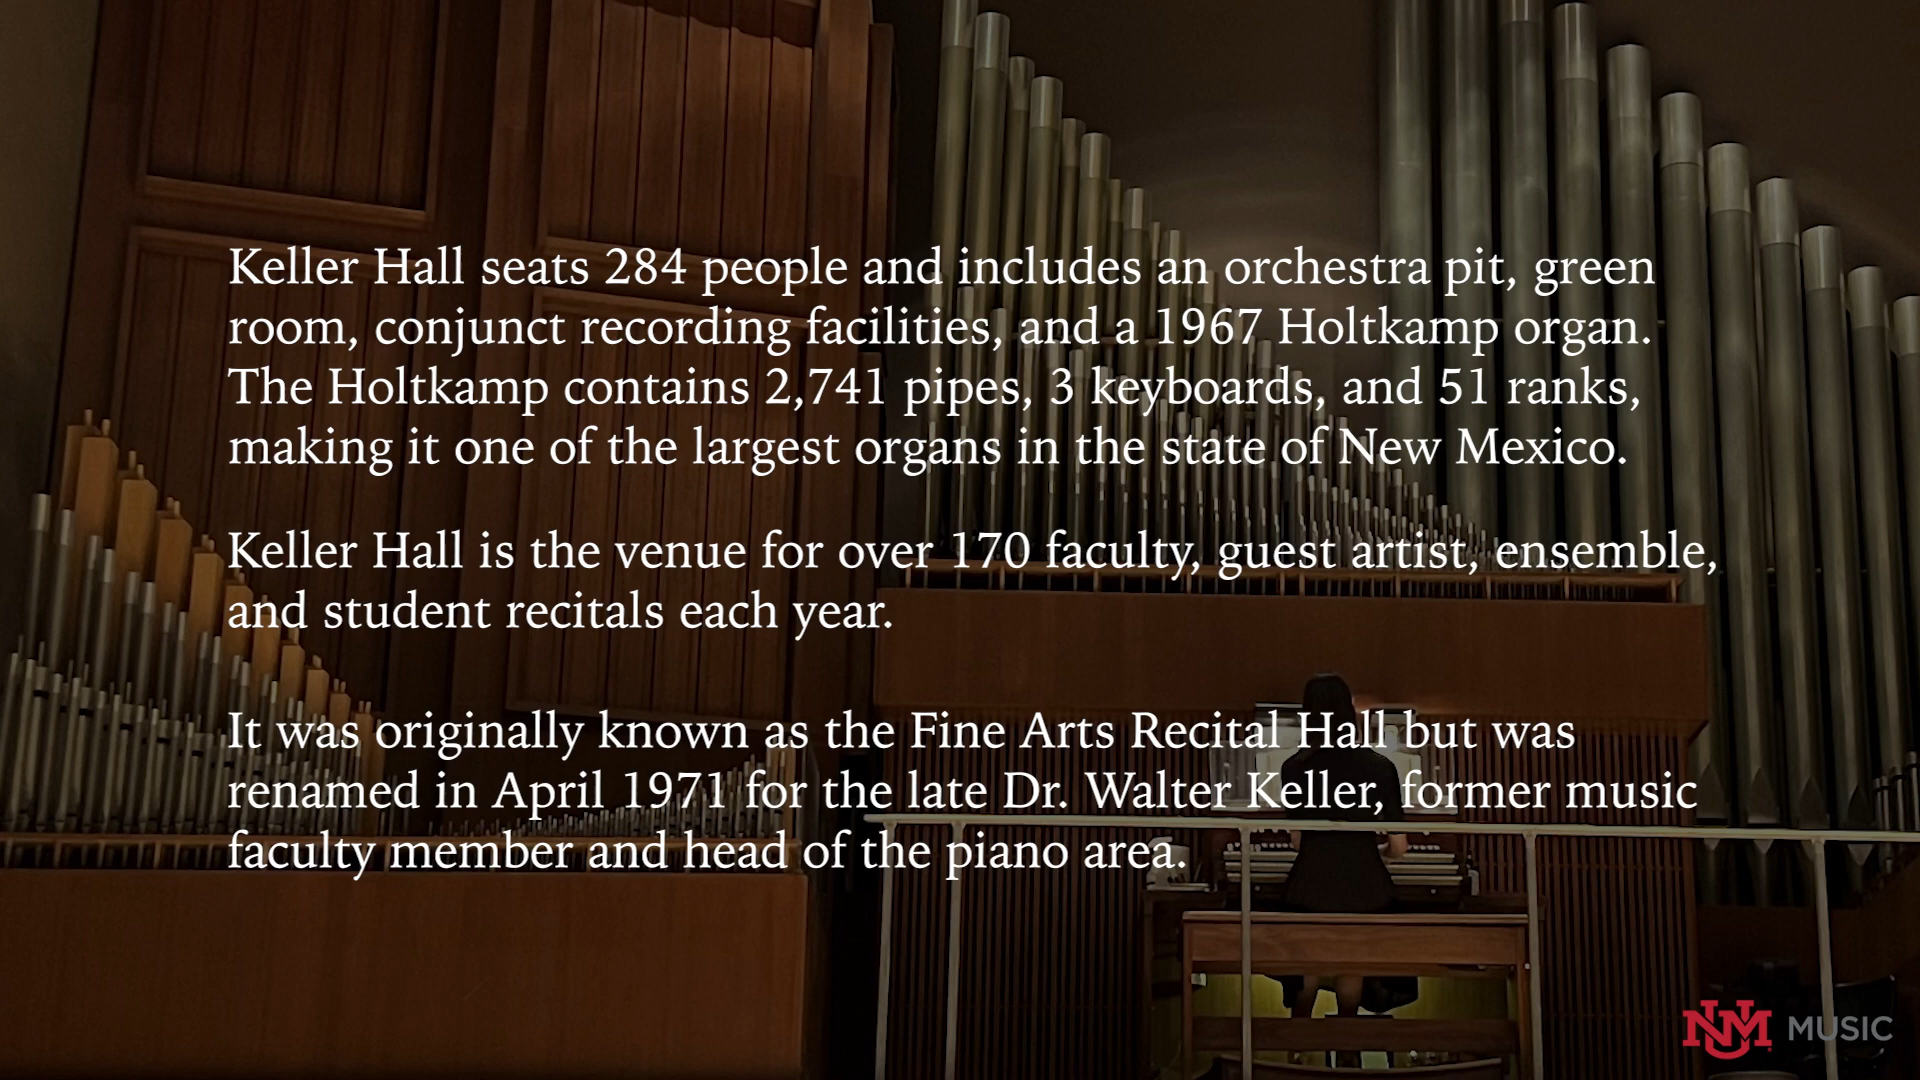 Keller Hall seats 284 people and includes an orchestra pit, green
room, conjunct recording facilities, and a 1967 Holtkamp organ.
The Holtkamp contains 2,741 pipes, 3 keyboards, and 51 ranks,
making it one of the largest organs in the state of New Mexico.
Keller Hall is the venue for over 170 faculty, guest artist, ensemble,
and student recitals each year.
It was originally known as the Fine Arts Recital Hall but was
renamed in April 1971 for the late Dr. Walter Keller, former music
faculty member and head of the piano area.
UNM MUSIC